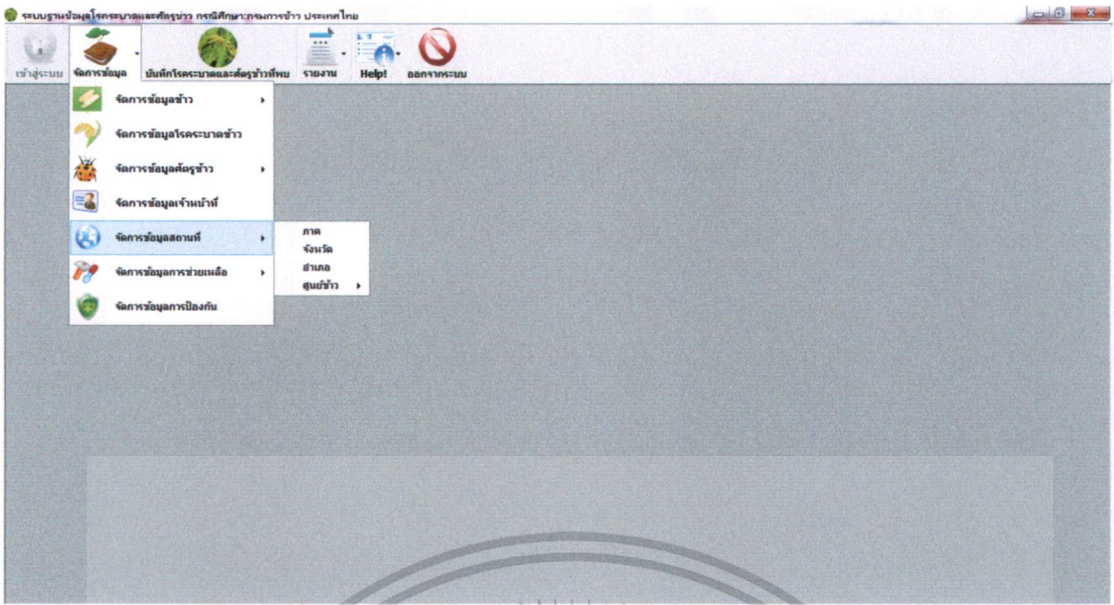 ระบบฐานข้อมูลโรคระบาดและศัตรูข้าว กรณีศึกษา:กรมการข้าว ประเทศไทย
เข้าสู่ระบบ จัดการข้อมูล บันทึกโรคระบาดและศัตรูข้าวที่พบ รายงาน Help! ออกจากระบบ
จัดการข้อมูลข้าว
จัดการข้อมูลโรคระบาดข้าว
จัดการข้อมูลศัตรูข้าว
จัดการข้อมูลเจ้าหน้าที่
จัดการข้อมูลสถานที่
ภาค
จังหวัด
อำเภอ
ศูนย์ข้าว
จัดการข้อมูลการช่วยเหลือ
จัดการข้อมูลการป้องกัน